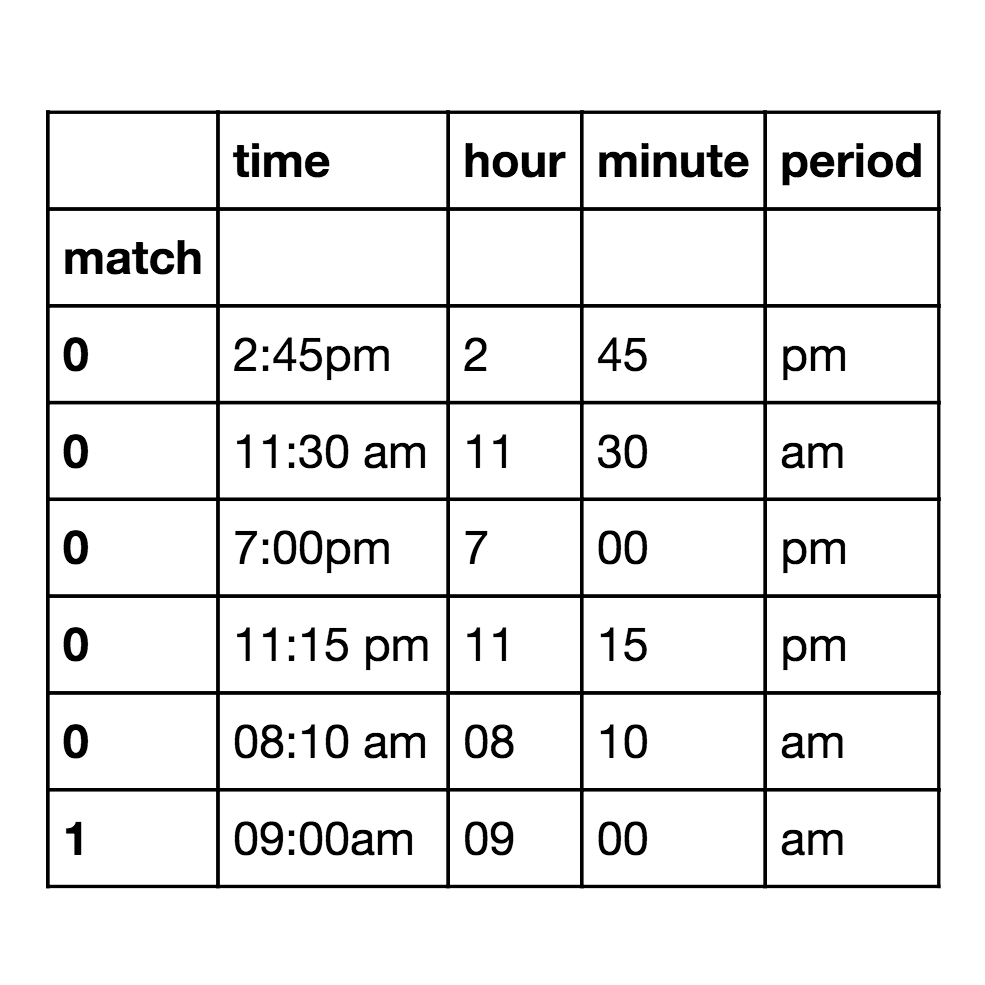 time hour minute period
match
0 2:45pm 2 45 pm
0 11:30 am 11 30 am
0 7:00pm 7 00 pm
0 11:15 pm 11 15 pm
0 08:10 am 08 10 am
1 09:00am 09 00 am